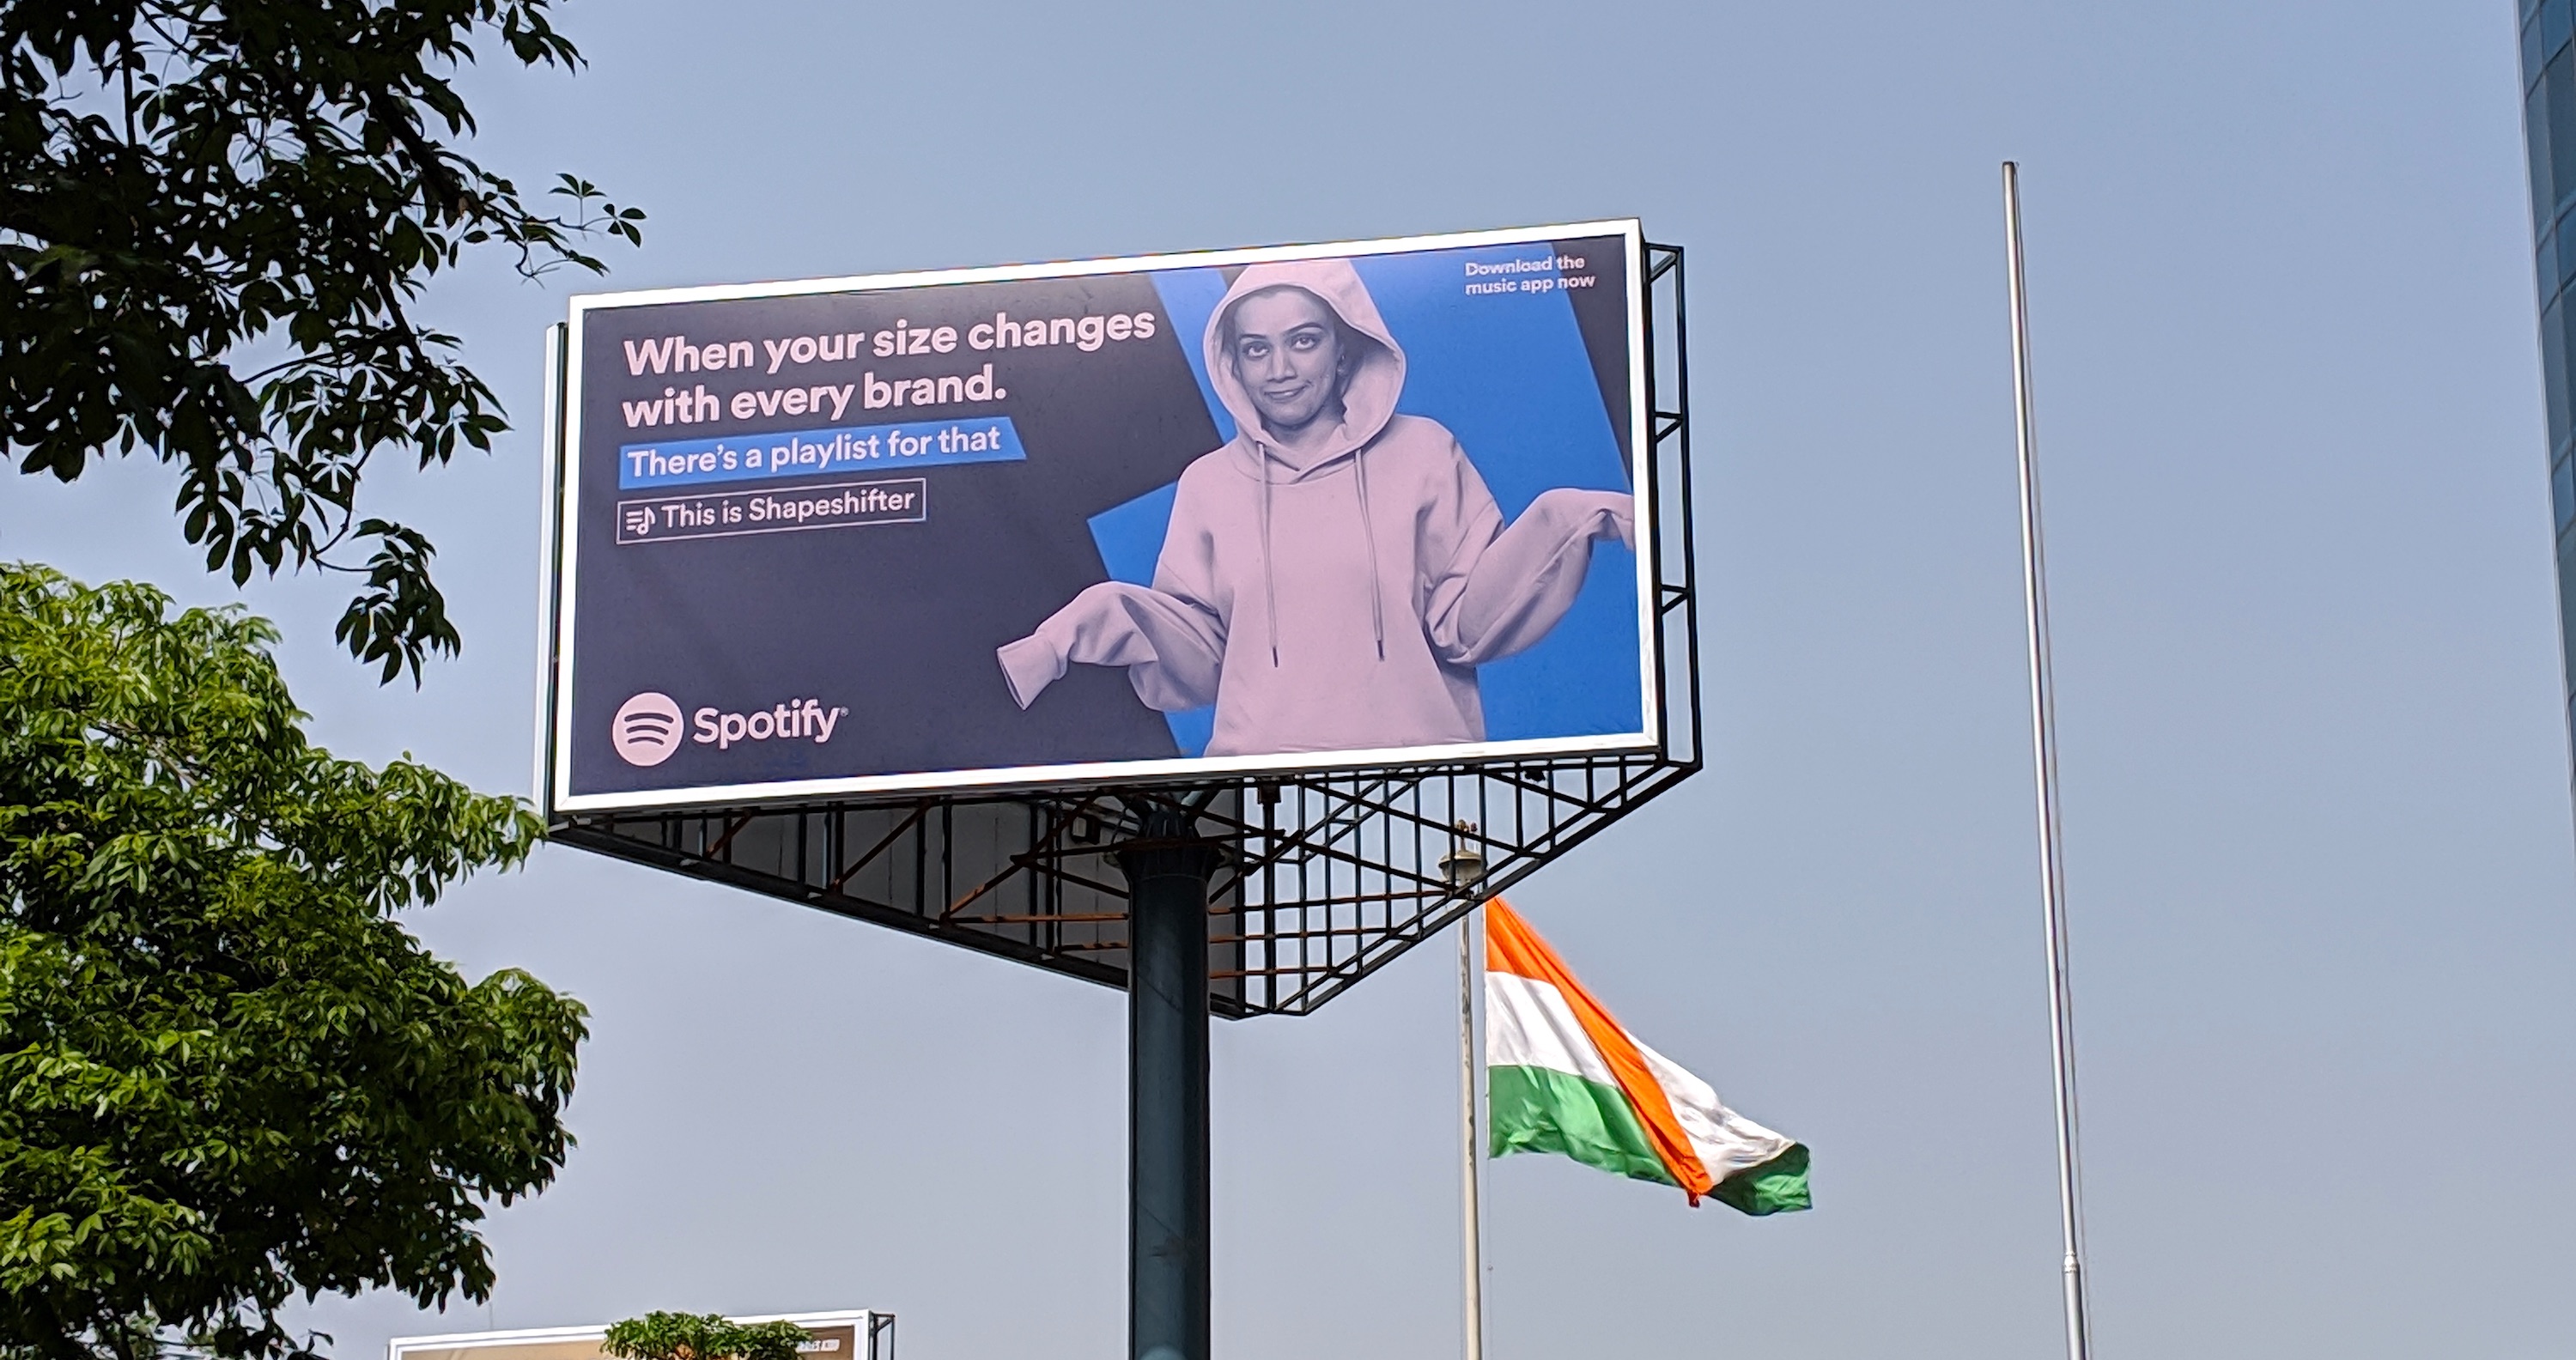 Download the
music app now
When your size changes
with every brand.
There's a playlist for that
This is Shapeshifter
Spotify®